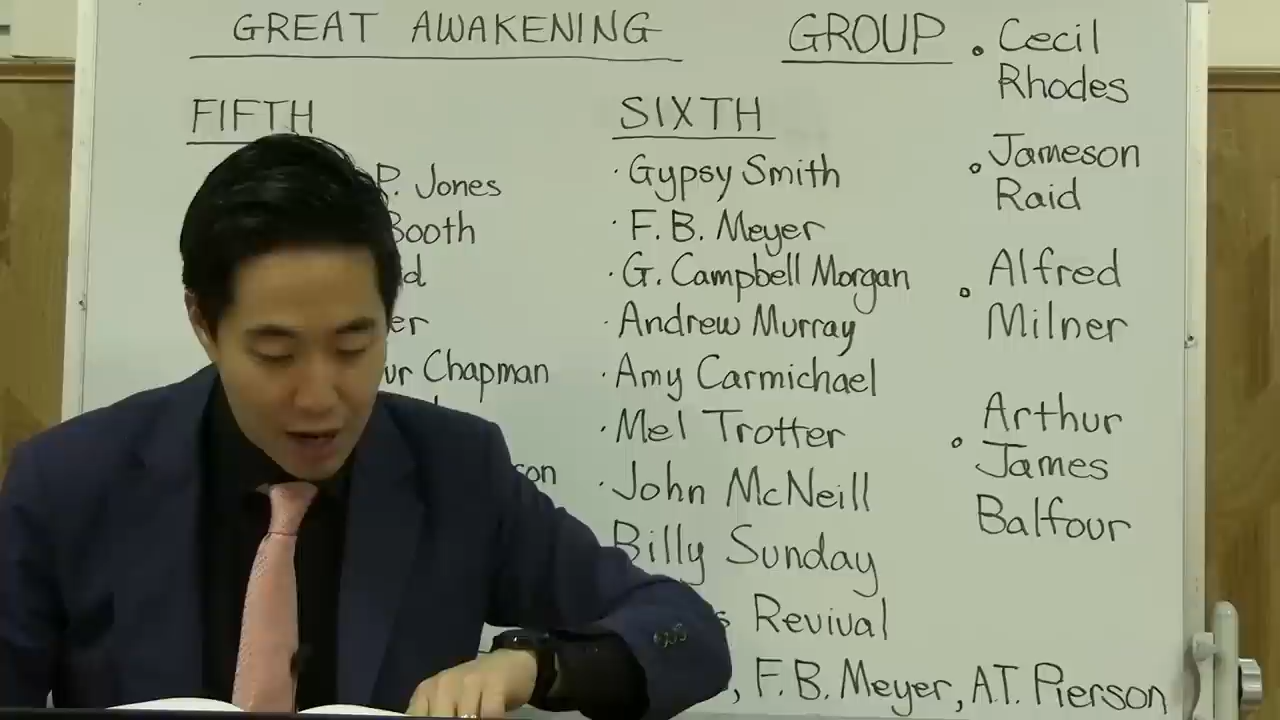 GREAT AWAKENING
FIFTH
P. Jones
Booth
Chapman
SIXTH
· Gypsy Smith
· F. B. Meyer
· G. Campbell Morgan
· Andrew Murray
· Amy Carmichael
· Mel Trotter
· John McNeill
Billy Sunday
Revival
, F.B. Meyer, A.T. Pierson
GROUP
• Cecil
Rhodes
• Jameson
Raid
• Alfred
Milner
• Arthur
James
Balfour